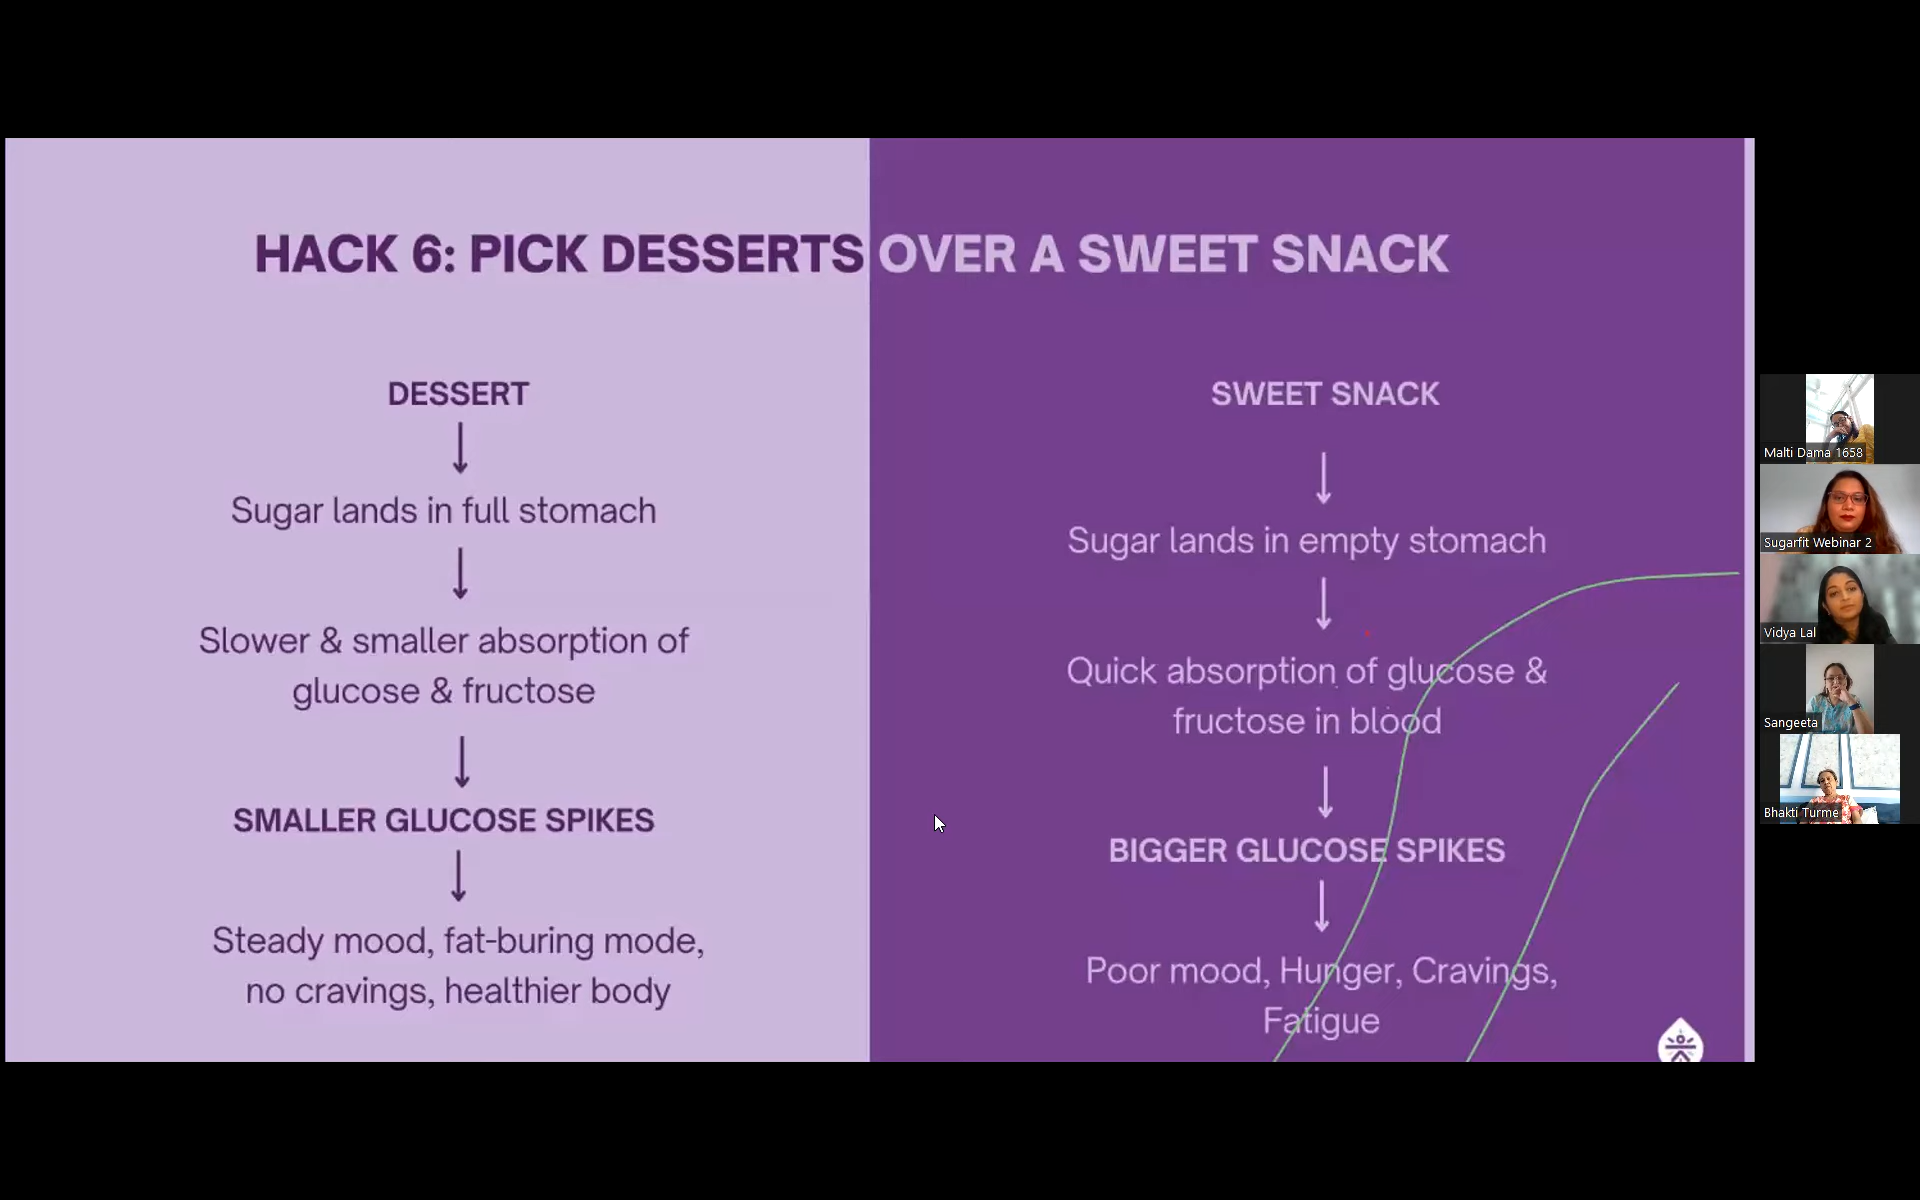 HACK 6: PICK DESSERTS OVER A SWEET SNACK
DESSERT
Sugar lands in full stomach
Slower & smaller absorption of
glucose & fructose
SMALLER GLUCOSE SPIKES
Steady mood, fat-buring mode,
no cravings, healthier body
SWEET SNACK
Sugar lands in empty stomach
Quick absorption of glucose &
fructose in blood
BIGGER GLUCOSE SPIKES
Poor mood, Hunger, Cravings,
Fatigue
Malti Dama 1658
Sugarfit Webinar 2
Vidya Lal
Sangeeta
Bhakti Turme